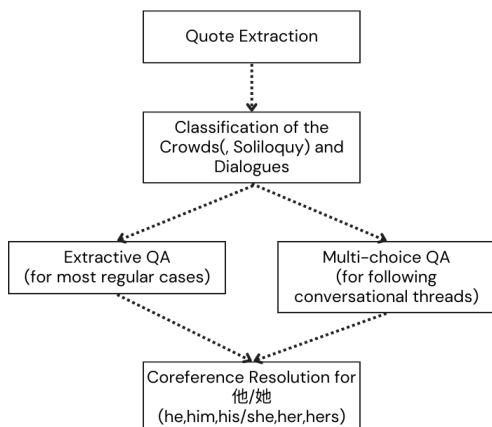 Quote Extraction
Classification of the
Crowds(, Soliloquy) and
Dialogues
Extractive QA
(for most regular cases)
Multi-choice QA
(for following
conversational threads)
Coreference Resolution for
他/她
(he,him,his/she,her,hers)